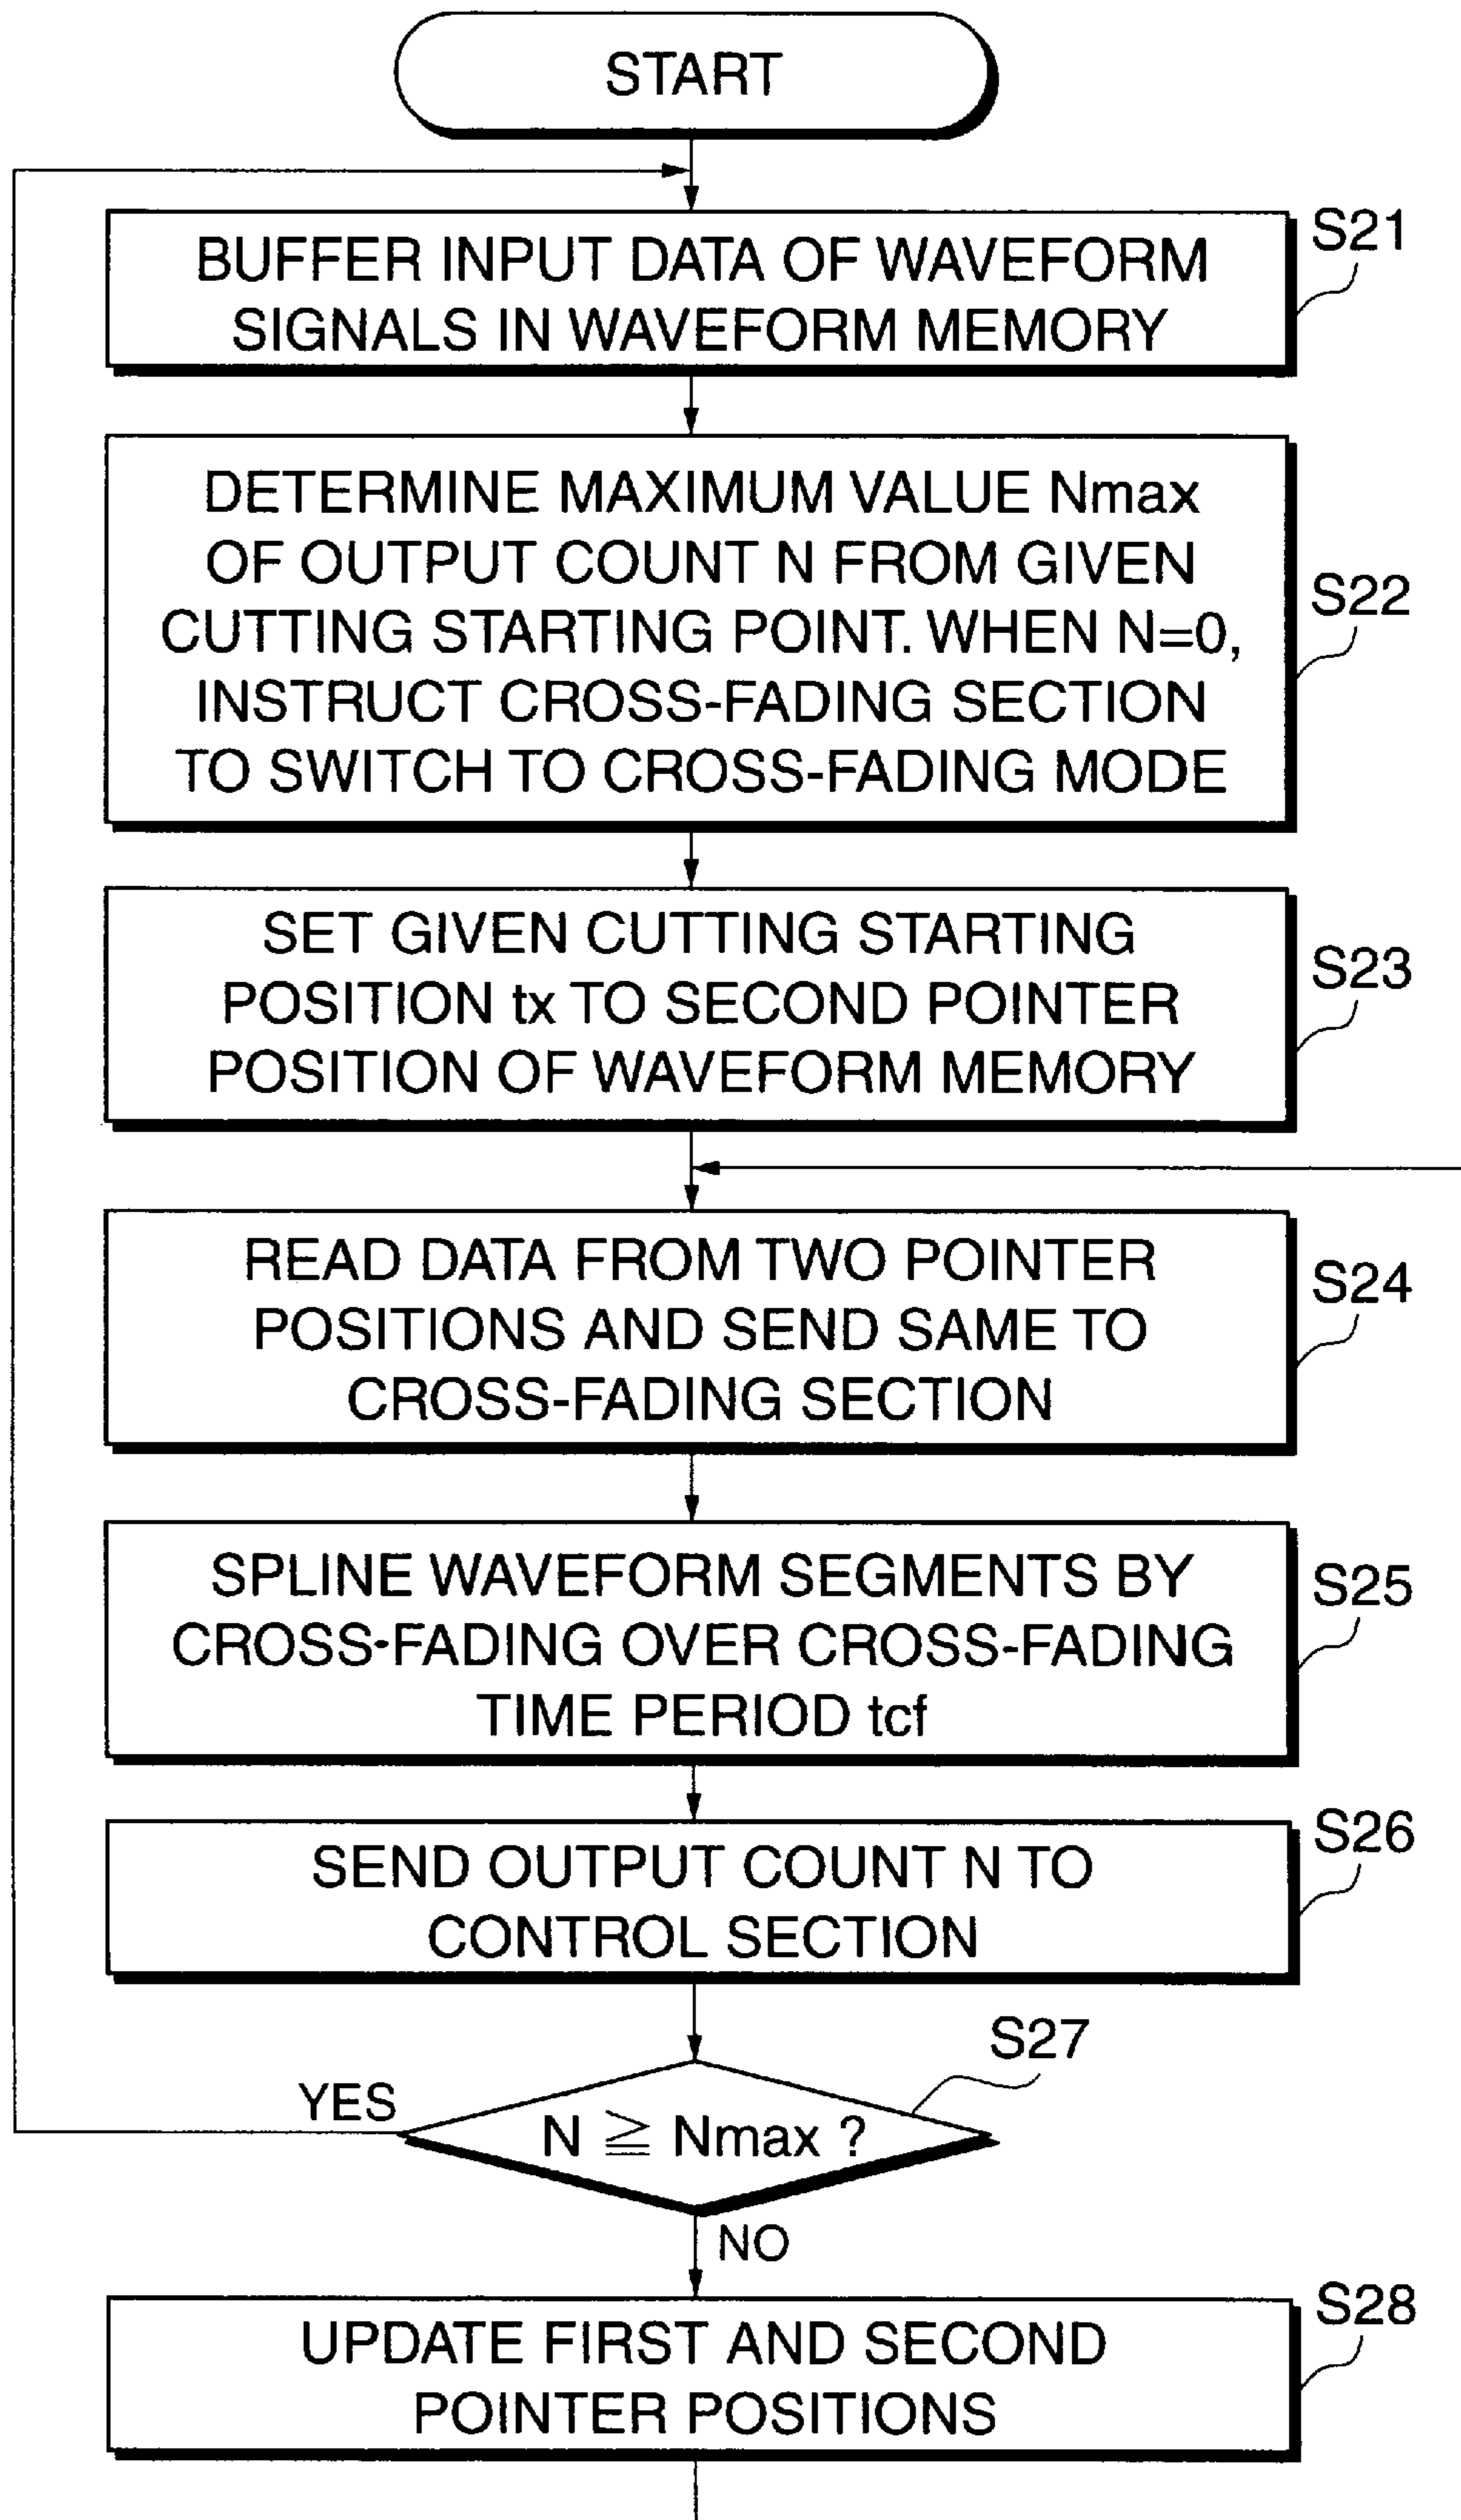 START
S21
BUFFER INPUT DATA OF WAVEFORM
SIGNALS IN WAVEFORM MEMORY
DETERMINE MAXIMUM VALUE Nmax
OF OUTPUT COUNT N FROM GIVEN
S22
CUTTING STARTING POINT. WHEN N=0,
INSTRUCT CROSS-FADING SECTION
TO SWITCH TO CROSS-FADING MODE
SET GIVEN CUTTING STARTING
S23
POSITION tx TO SECOND POINTER
POSITION OF WAVEFORM MEMORY
READ DATA FROM TWO POINTER
S24
POSITIONS AND SEND SAME TO
CROSS-FADING SECTION
SPLINE WAVEFORM SEGMENTS BY
S25
CROSS-FADING OVER CROSS-FADING
TIME PERIOD tcf
S26
SEND OUTPUT COUNT N TO
CONTROL SECTION
S27
YES
N ≧ Nmax ?
NO
S28
UPDATE FIRST AND SECOND
POINTER POSITIONS